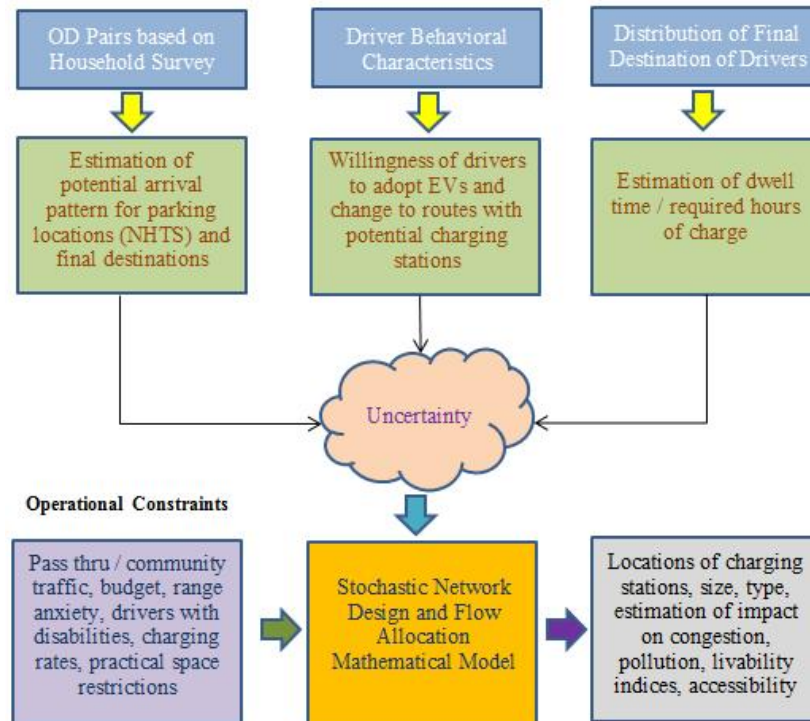 OD Pairs based on
Household Survey
Driver Behavioral
Characteristics
Distribution of Final
Destination of Drivers
Estimation of
potential arrival
pattern for parking
locations (NHTS) and
final destinations
Willingness of drivers
to adopt EVs and
change to routes with
potential charging
stations
Estimation of dwell
time / required hours
of charge
Uncertainty
Operational Constraints
Pass thru / community
traffic, budget, range
anxiety, drivers with
disabilities, charging
rates, practical space
restrictions
Stochastic Network
Design and Flow
Allocation
Mathematical Model
Locations of charging
stations, size, type,
estimation of impact
on congestion,
pollution, livability
indices, accessibility